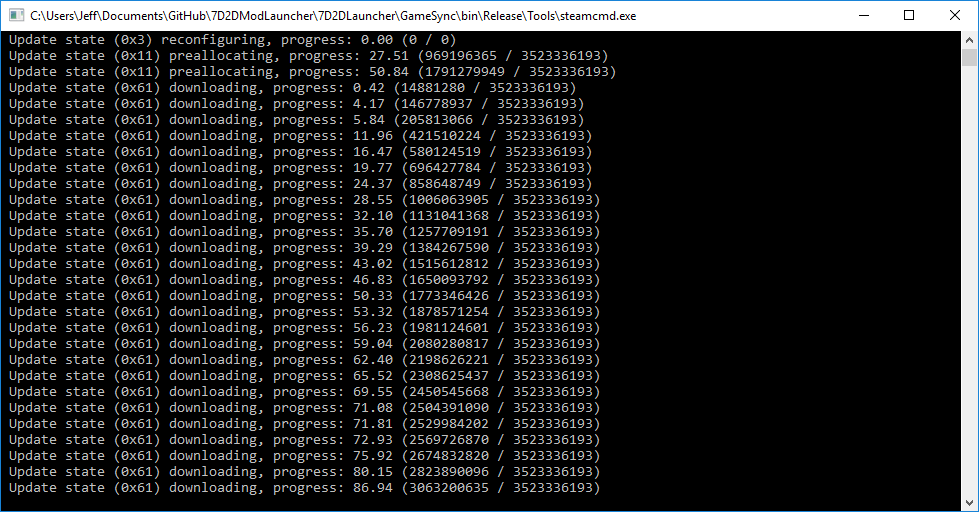 C:\Users\Jeff\Documents\GitHub\7D2DModLauncher\7D2DLauncher\GameSync\bin\Release\Tools\steamcmd.exe
Update state (0x3) reconfiguring, progress: 0.00 (0 / 0)
Update state (0x11) preallocating, progress: 27.51 (969196365 / 3523336193)
Update state (0x11) preallocating, progress: 50.84 (1791279949 / 3523336193)
Update state (0x61) downloading, progress: 0.42 (14881280 / 3523336193)
Update state (0x61) downloading, progress: 4.17 (146778937 / 3523336193)
Update state (0x61) downloading, progress: 5.84 (205813066 / 3523336193)
Update state (0x61) downloading, progress: 11.96 (421510224 / 3523336193)
Update state (0x61) downloading, progress: 16.47 (580124519 / 3523336193)
Update state (0x61) downloading, progress: 19.77 (696427784 / 3523336193)
Update state (0x61) downloading, progress: 24.37 (858648749 / 3523336193)
Update state (0x61) downloading, progress: 28.55 (1006063905 / 3523336193)
Update state (0x61) downloading, progress: 32.10 (1131041368 / 3523336193)
Update state (0x61) downloading, progress: 35.70 (1257709191 / 3523336193)
Update state (0x61) downloading, progress: 39.29 (1384267590 / 3523336193)
Update state (0x61) downloading, progress: 43.02 (1515612812 / 3523336193)
Update state (0x61) downloading, progress: 46.83 (1650093792 / 3523336193)
Update state (0x61) downloading, progress: 50.33 (1773346426 / 3523336193)
Update state (0x61) downloading, progress: 53.32 (1878571254 / 3523336193)
Update state (0x61) downloading, progress: 56.23 (1981124601 / 3523336193)
Update state (0x61) downloading, progress: 59.04 (2080280817 / 3523336193)
Update state (0x61) downloading, progress: 62.40 (2198626221 / 3523336193)
Update state (0x61) downloading, progress: 65.52 (2308625437 / 3523336193)
Update state (0x61) downloading, progress: 69.55 (2450545668 / 3523336193)
Update state (0x61) downloading, progress: 71.08 (2504391090 / 3523336193)
Update state (0x61) downloading, progress: 71.81 (2529984202 / 3523336193)
Update state (0x61) downloading, progress: 72.93 (2569726870 / 3523336193)
Update state (0x61) downloading, progress: 75.92 (2674832820 / 3523336193)
Update state (0x61) downloading, progress: 80.15 (2823890096 / 3523336193)
Update state (0x61) downloading, progress: 86.94 (3063200635 / 3523336193)